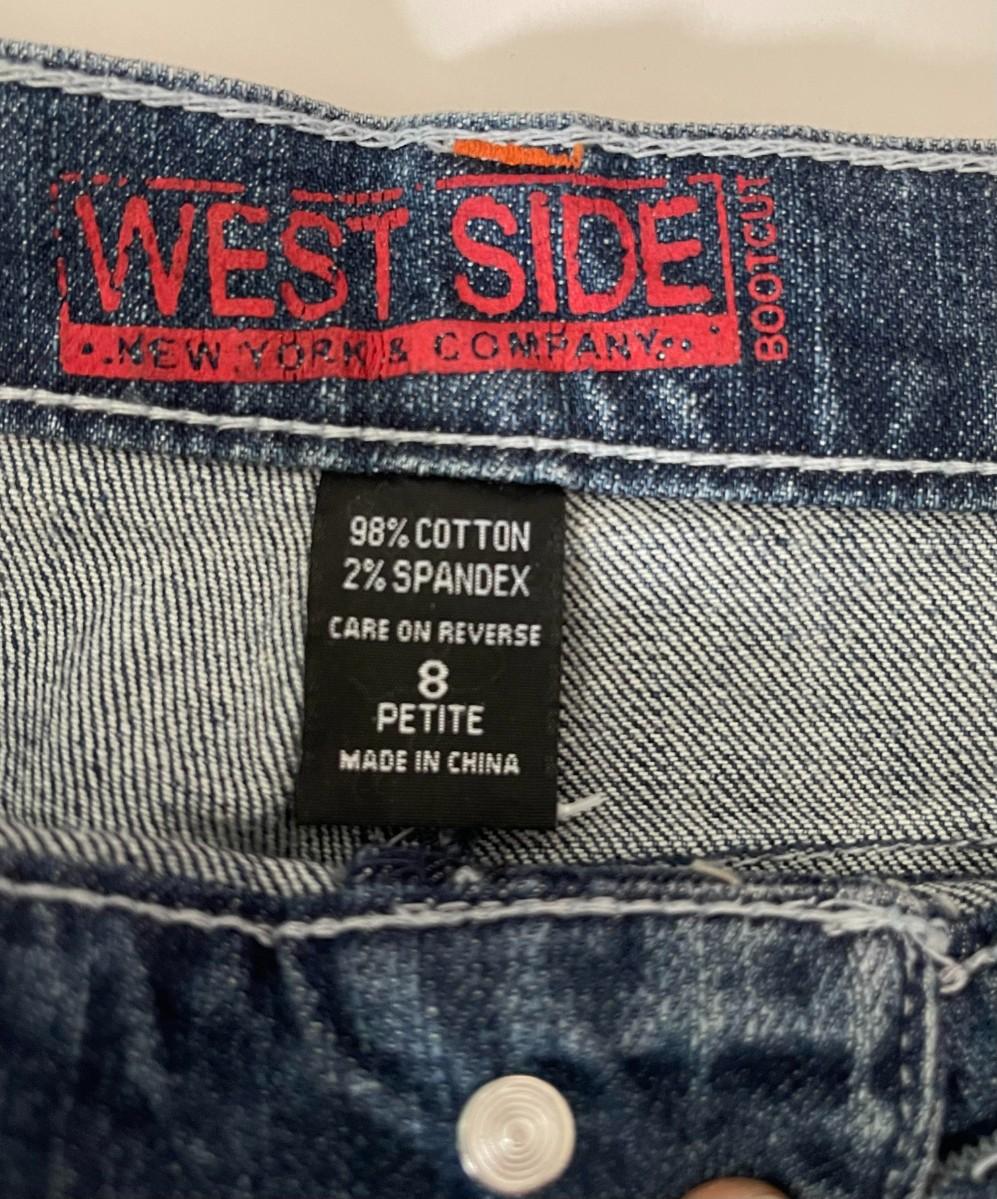 WEST SIDE
NEW YORK & COMPANY
BOOTCUT
98% COTTON
2% SPANDEX
CARE ON REVERSE
8
PETITE
MADE IN CHINA